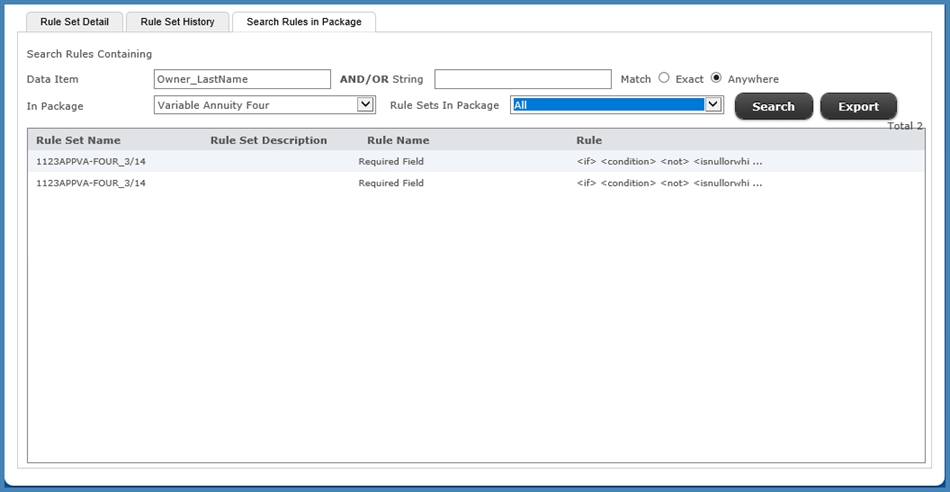 Rule Set Detail Rule Set History Search Rules in Package
Search Rules Containing
Data Item Owner_LastName AND/OR String Match Exact Anywhere
In Package Variable Annuity Four Rule Sets In Package All Search Export
Total 2
Rule Set Name Rule Set Description Rule Name Rule
1123APPVA-FOUR_3/14 Required Field <if> <condition> <not> <isnullorwhi ...
1123APPVA-FOUR_3/14 Required Field <if> <condition> <not> <isnullorwhi ...